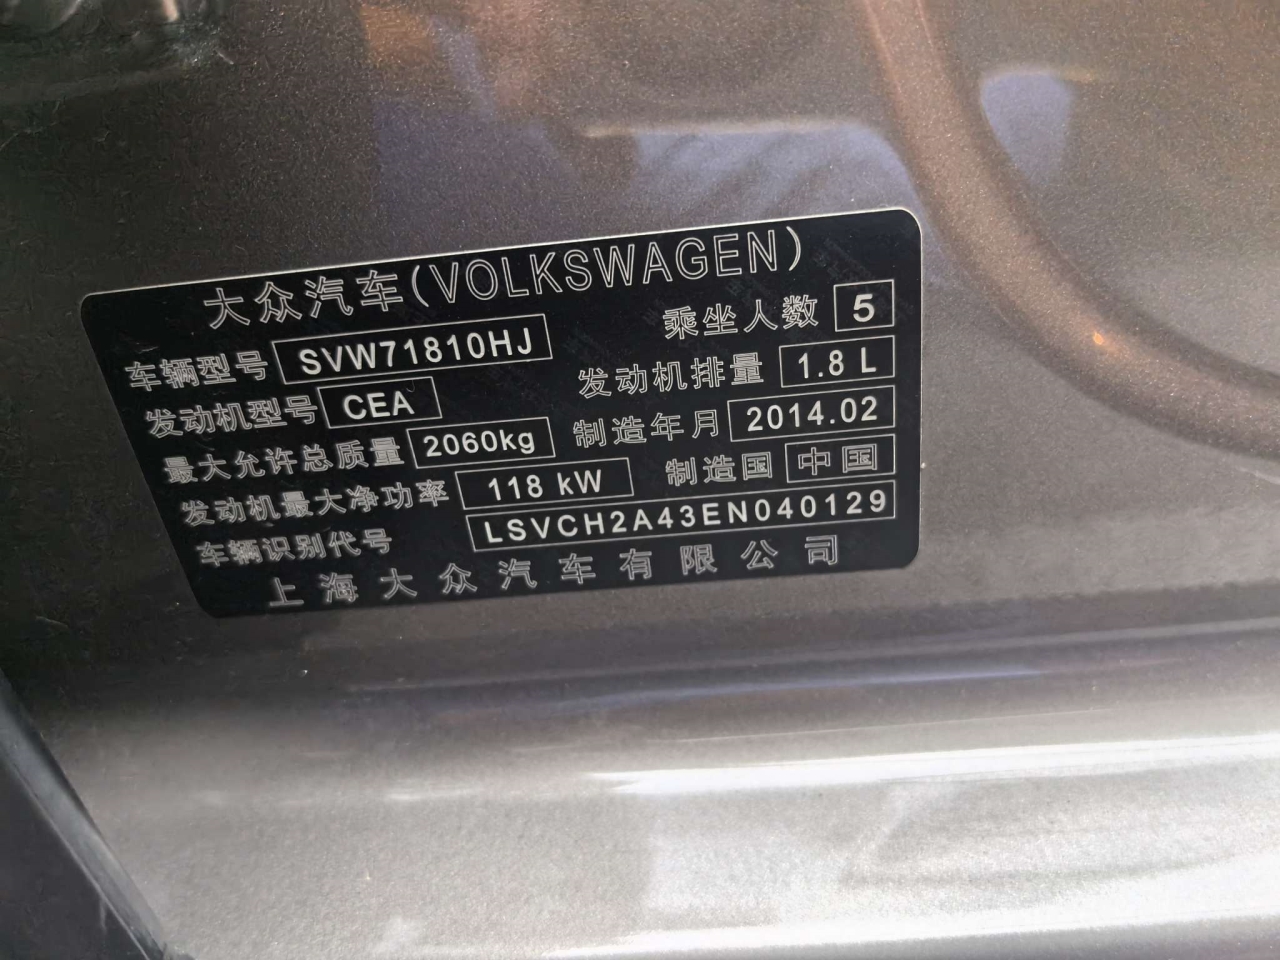 大众汽车(VOLKSWAGEN)
车辆型号 SVW71810HJ 乘坐人数 5
发动机型号 CEA 发动机排量 1.8 L
最大允许总质量 2060kg 制造年月 2014.02
发动机最大净功率 118 kW 制造国 中国
车辆识别代号 LSVCH2A43EN040129
上海大众汽车有限公司